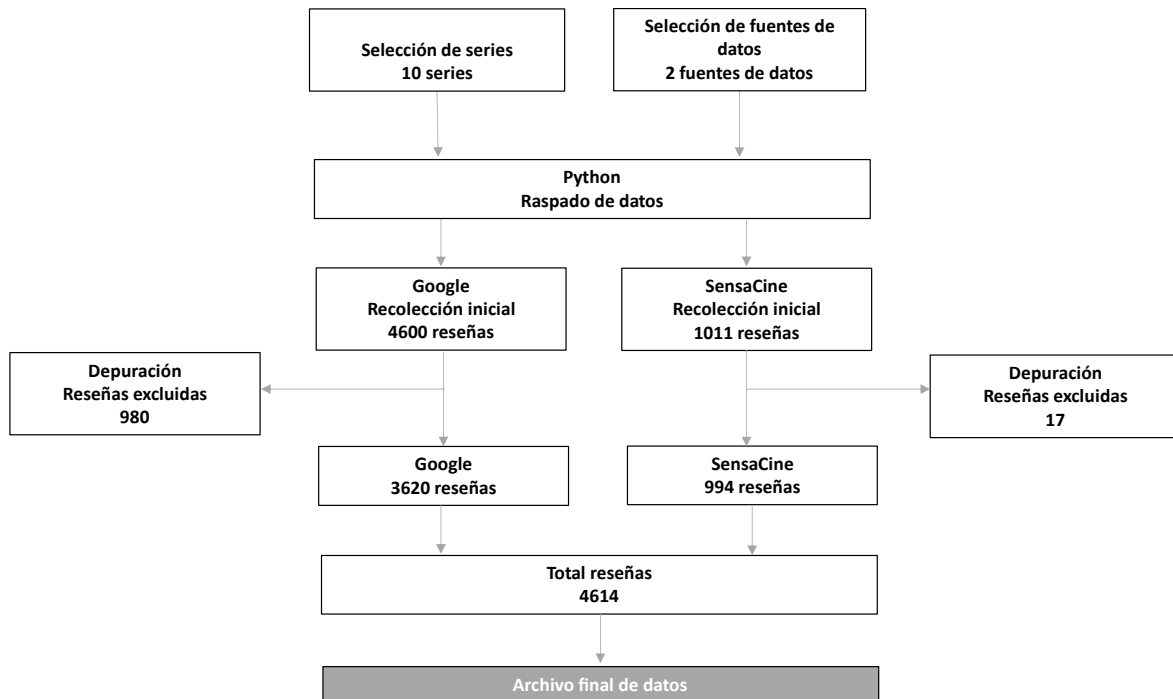 Selección de series
10 series
Selección de fuentes de
datos
2 fuentes de datos
Python
Raspado de datos
Google
Recolección inicial
4600 reseñas
SensaCine
Recolección inicial
1011 reseñas
Depuración
Reseñas excluidas
980
Depuración
Reseñas excluidas
17
Google
3620 reseñas
SensaCine
994 reseñas
Total reseñas
4614
Archivo final de datos